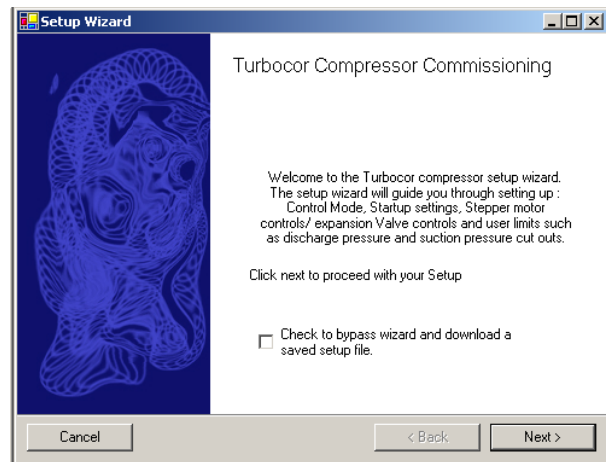 Setup Wizard
Turbocor Compressor Commissioning
Welcome to the Turbocor compressor setup wizard.
The setup wizard will guide you through setting up :
Control Mode, Startup settings, Stepper motor
controls/ expansion Valve controls and user limits such
as discharge pressure and suction pressure cut outs.
Click next to proceed with your Setup
Check to bypass wizard and download a
saved setup file.
Cancel
< Back
Next >